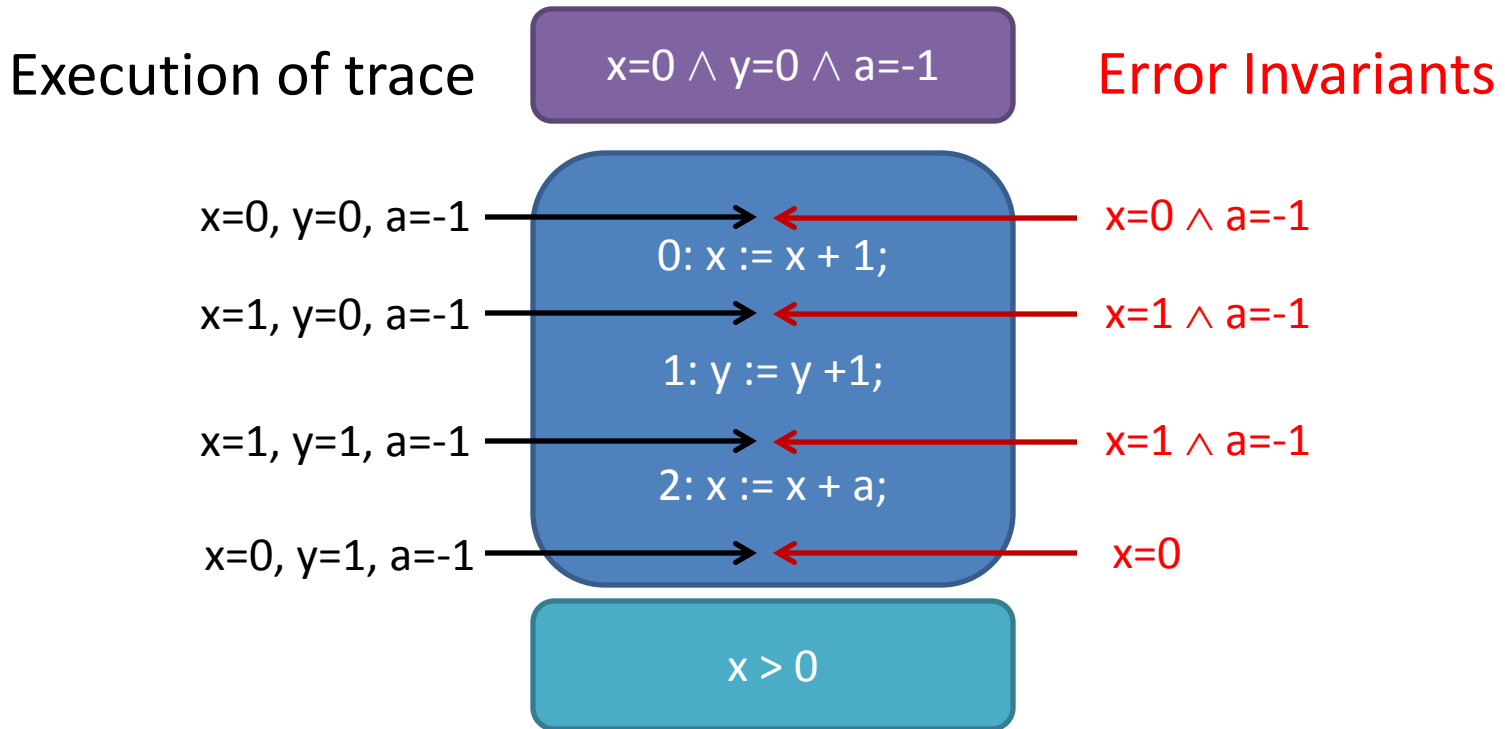 Execution of trace
x=0 ∧ y=0 ∧ a=-1
Error Invariants
x=0, y=0, a=-1
x=0 ∧ a=-1
0: x := x + 1;
x=1, y=0, a=-1
x=1 ∧ a=-1
1: y := y +1;
x=1, y=1, a=-1
x=1 ∧ a=-1
2: x := x + a;
x=0, y=1, a=-1
x=0
x > 0